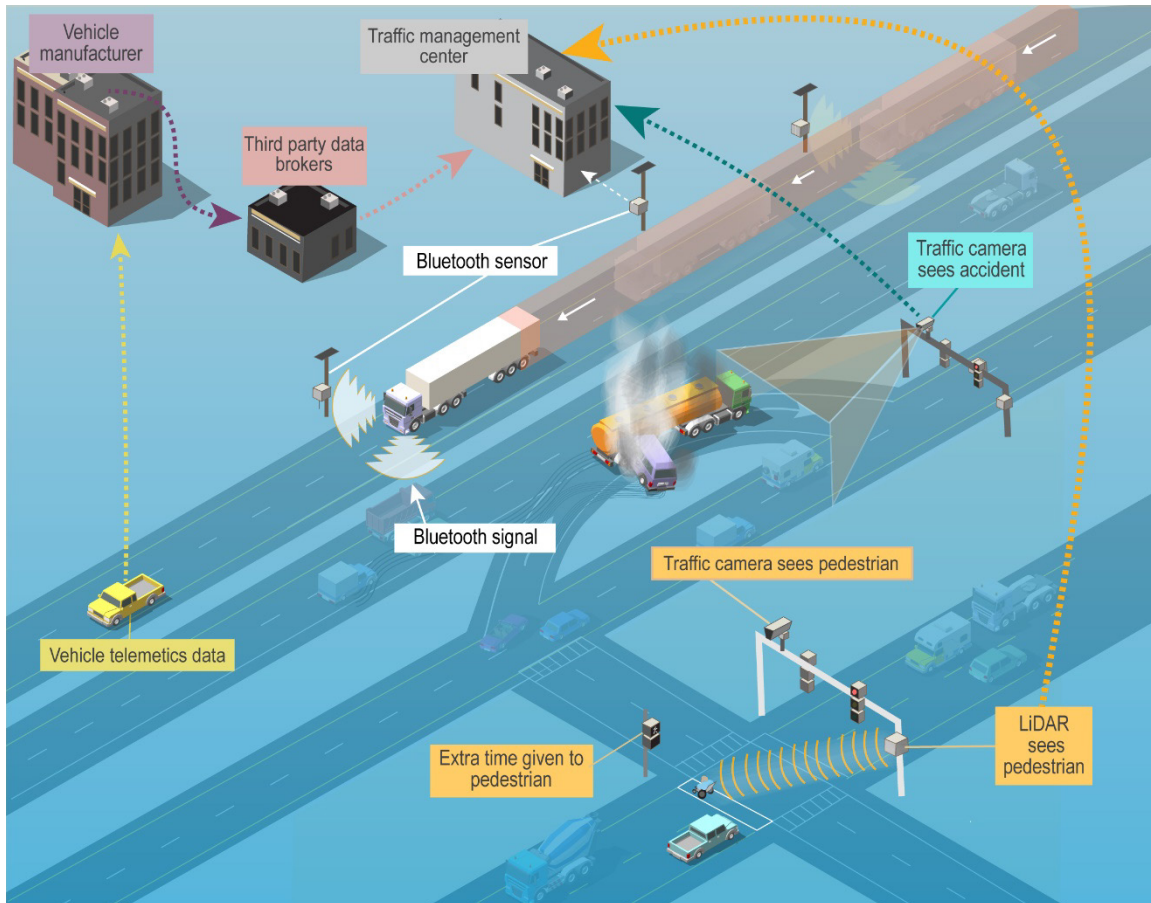 Vehicle
manufacturer
Traffic management
center
Third party data
brokers
Bluetooth sensor
Traffic camera
sees accident
Bluetooth signal
Traffic camera sees pedestrian
Vehicle telemetics data
Extra time given to
pedestrian
LiDAR
sees
pedestrian